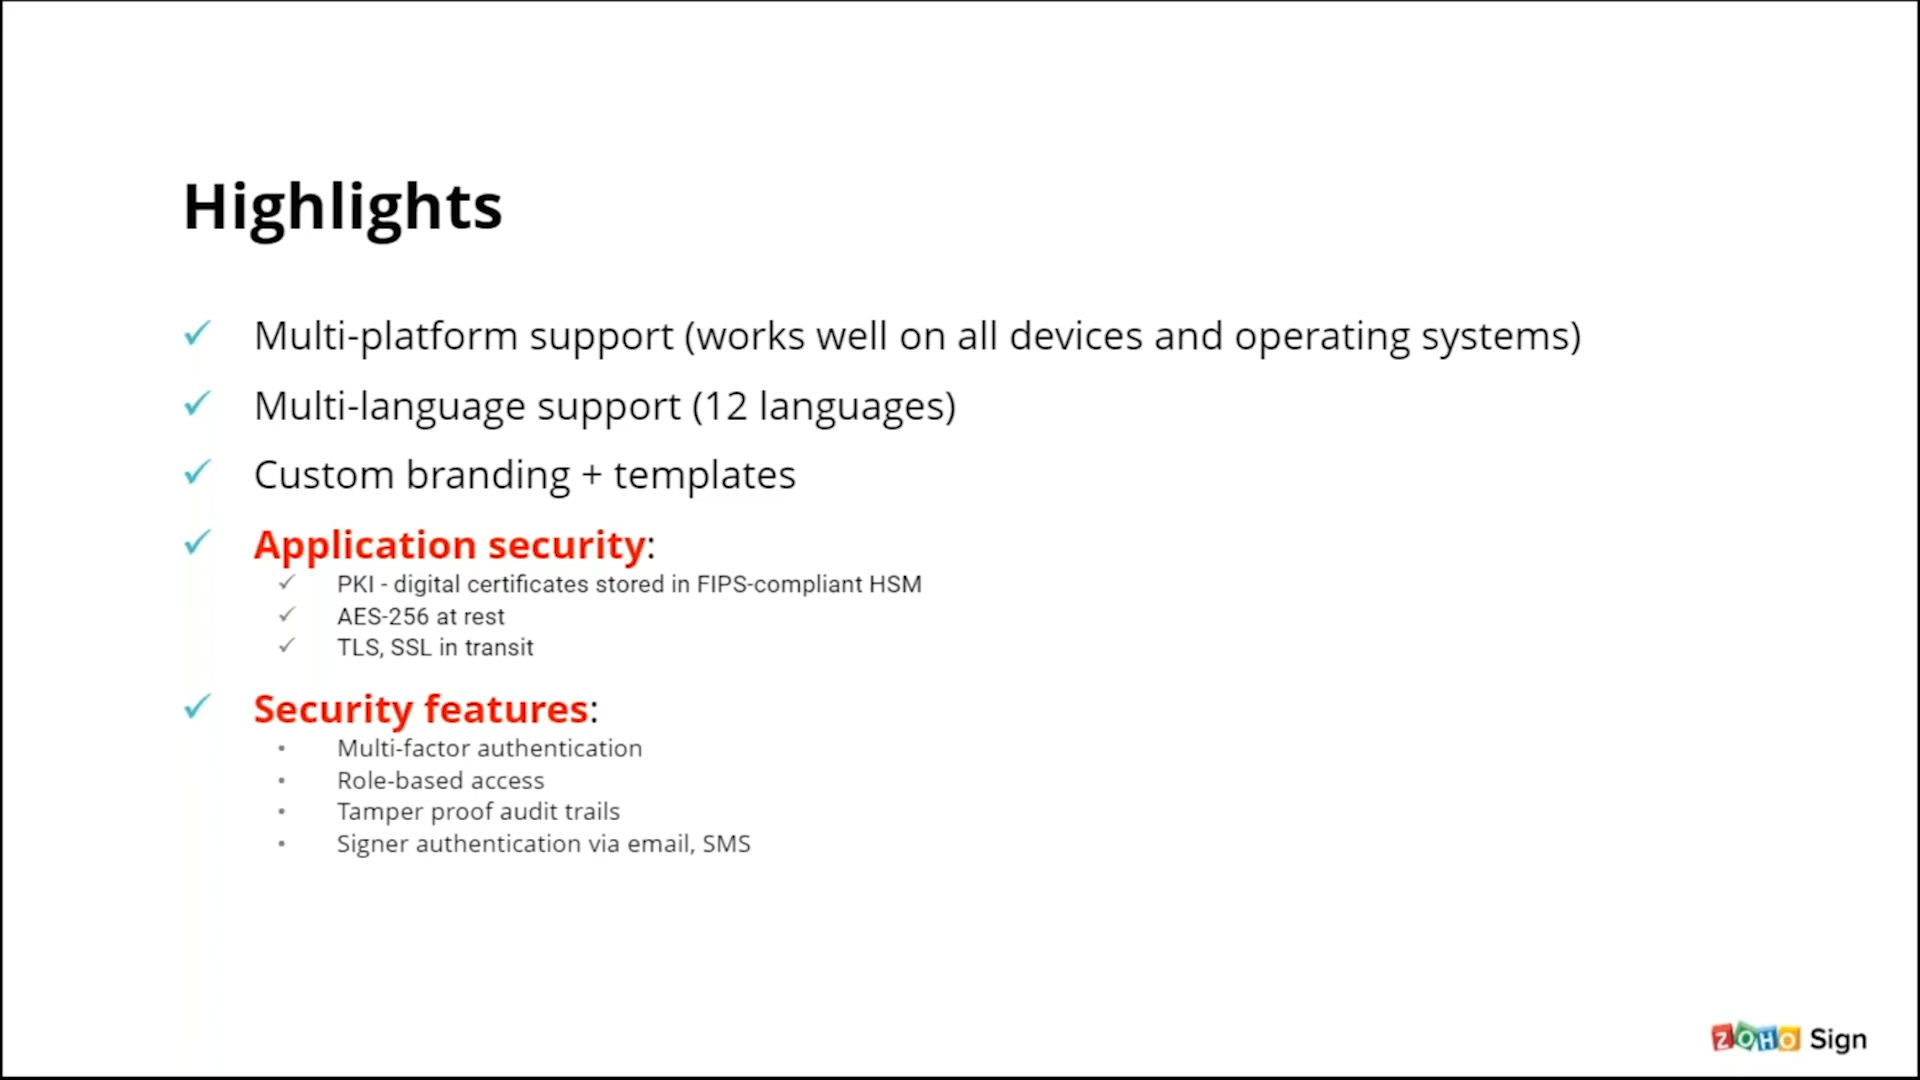 Highlights
Multi-platform support (works well on all devices and operating systems)
Multi-language support (12 languages)
Custom branding + templates
Application security:
PKI - digital certificates stored in FIPS-compliant HSM
AES-256 at rest
TLS, SSL in transit
Security features:
Multi-factor authentication
Role-based access
Tamper proof audit trails
Signer authentication via email, SMS
ZOHO Sign